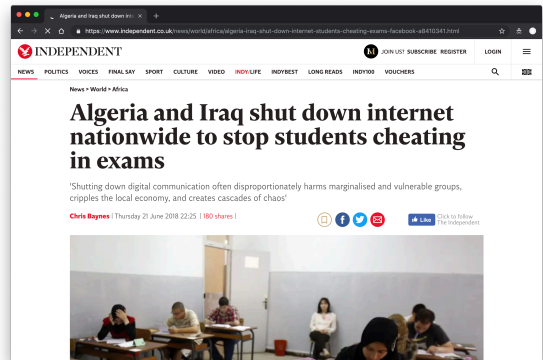 Algeria and Iraq shut down inte
https://www.independent.co.uk/news/world/africa/algeria-iraq-shut-down-internet-students-cheating-exams-facebook-a8410341.html
INDEPENDENT
JOIN US? SUBSCRIBE REGISTER LOGIN
NEWS POLITICS VOICES FINAL SAY SPORT CULTURE VIDEO INDY/LIFE INDYBEST LONG READS INDY100 VOUCHERS
News > World > Africa
Algeria and Iraq shut down internet
nationwide to stop students cheating
in exams
'Shutting down digital communication often disproportionately harms marginalised and vulnerable groups,
cripples the local economy, and creates cascades of chaos'
Chris Baynes | Thursday 21 June 2018 22:25 | 180 shares |
Like
Click to follow
The Independent